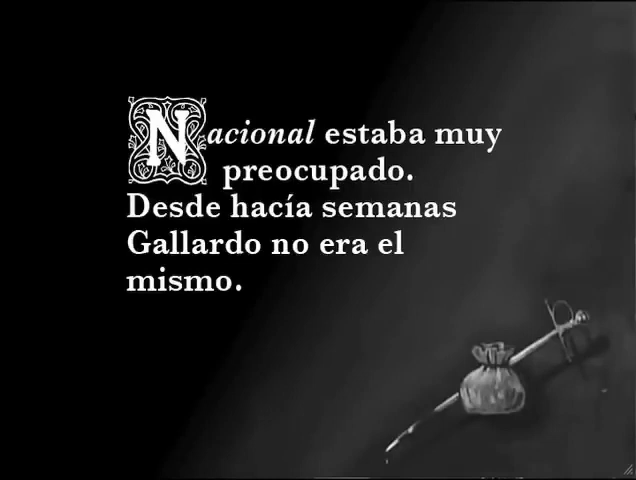 Nacional estaba muy
preocupado.
Desde hacía semanas
Gallardo no era el
mismo.